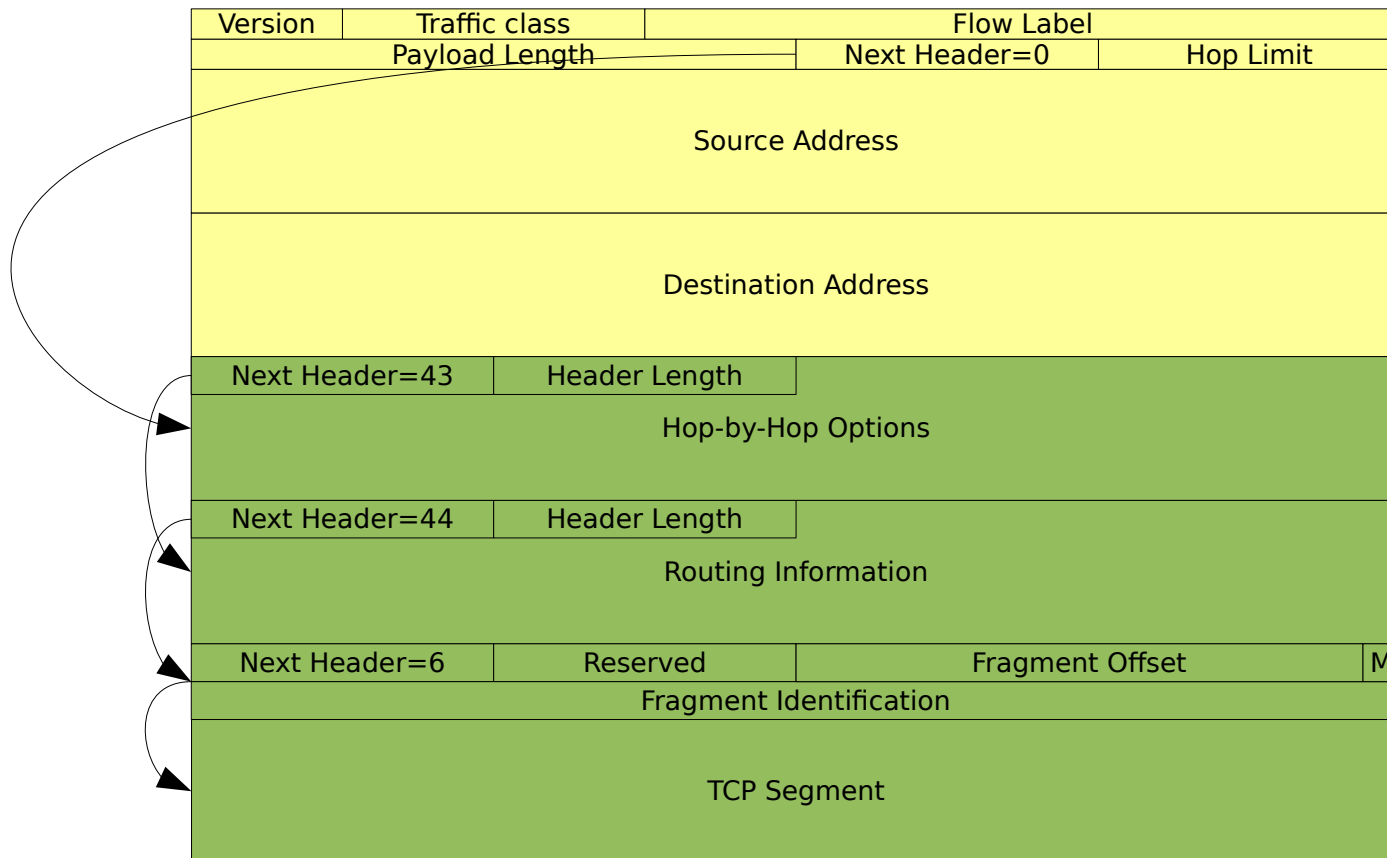 Version Traffic class Flow Label
Payload Length Next Header=0 Hop Limit
Source Address
Destination Address
Next Header=43 Header Length
Hop-by-Hop Options
Next Header=44 Header Length
Routing Information
Next Header=6 Reserved Fragment Offset M
Fragment Identification
TCP Segment